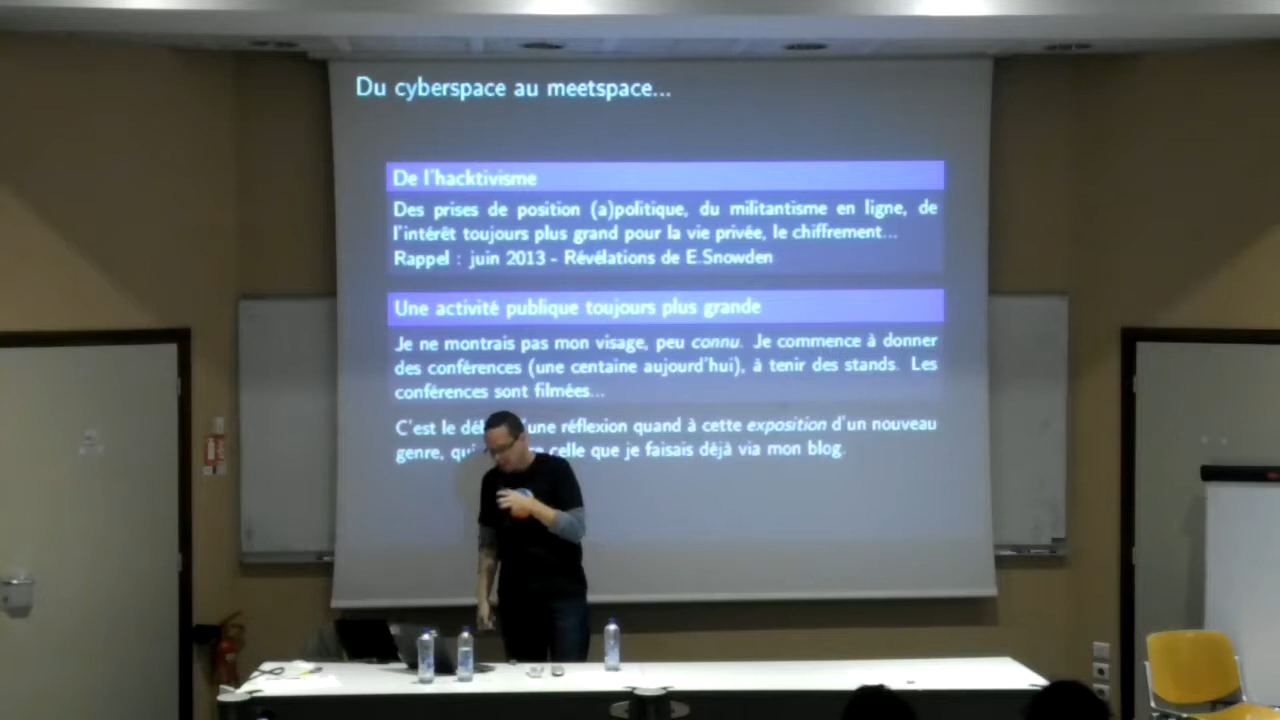 Du cyberspace au meetspace...
De l'hacktivisme
Des prises de position (a)politique, du militantisme en ligne, de
l'intérêt toujours plus grand pour la vie privée, le chiffrement...
Rappel : juin 2013 - Révélations de E.Snowden
Une activité publique toujours plus grande
Je ne montrais pas mon visage, peu connu. Je commence à donner
des conférences (une centaine aujourd'hui), à tenir des stands. Les
conférences sont filmées...
C'est le d'une réflexion quand à cette exposition d'un nouveau
genre, celle que je faisais déjà via mon blog.